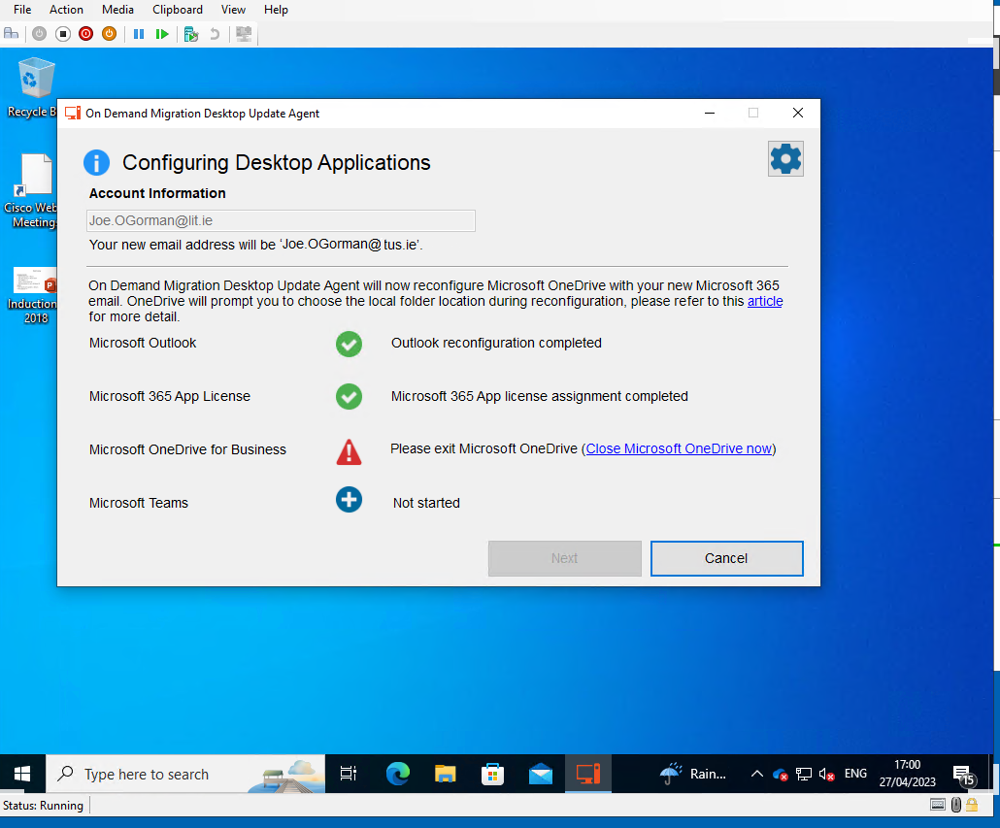 File Action Media Clipboard View Help
Recycle B
On Demand Migration Desktop Update Agent
Configuring Desktop Applications
Account Information
Joe.OGorman@lit.ie
Your new email address will be ‘Joe.OGorman@tus.ie’.
Cisco Web
Meetings
On Demand Migration Desktop Update Agent will now reconfigure Microsoft OneDrive with your new Microsoft 365
email. OneDrive will prompt you to choose the local folder location during reconfiguration, please refer to this article
for more detail.
Induction
2018
Microsoft Outlook Outlook reconfiguration completed
Microsoft 365 App License Microsoft 365 App license assignment completed
Microsoft OneDrive for Business Please exit Microsoft OneDrive (Close Microsoft OneDrive now)
Microsoft Teams Not started
Next Cancel
Type here to search Rain... ENG 17:00
27/04/2023
15
Status: Running